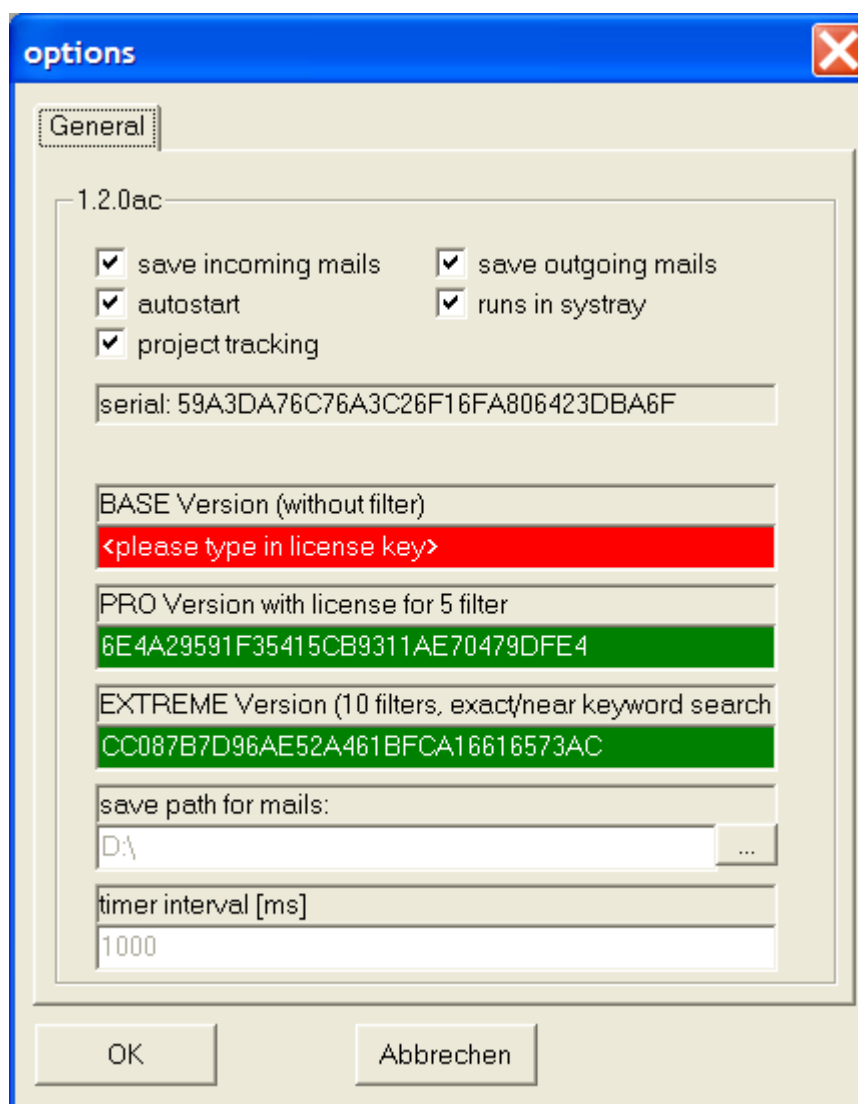 options
General
1.2.0ac
save incoming mails save outgoing mails
autostart runs in systray
project tracking
serial: 59A3DA76C76A3C26F16FA806423DBA6F
BASE Version (without filter)
<please type in license key>
PRO Version with license for 5 filter
6E4A29591F35415CB9311AE70479DFE4
EXTREME Version (10 filters, exact/near keyword search
CC087B7D96AE52A461BFCA16616573AC
save path for mails:
D:\
...
timer interval [ms]
1000
OK Abbrechen